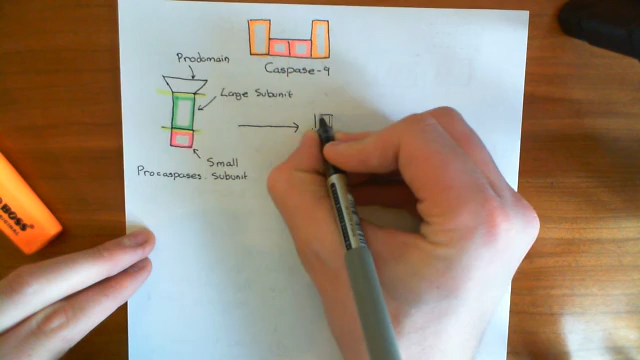 Prodomain
Caspase-9
Large Subunit
Small
Procaspases. Subunit
BOSS